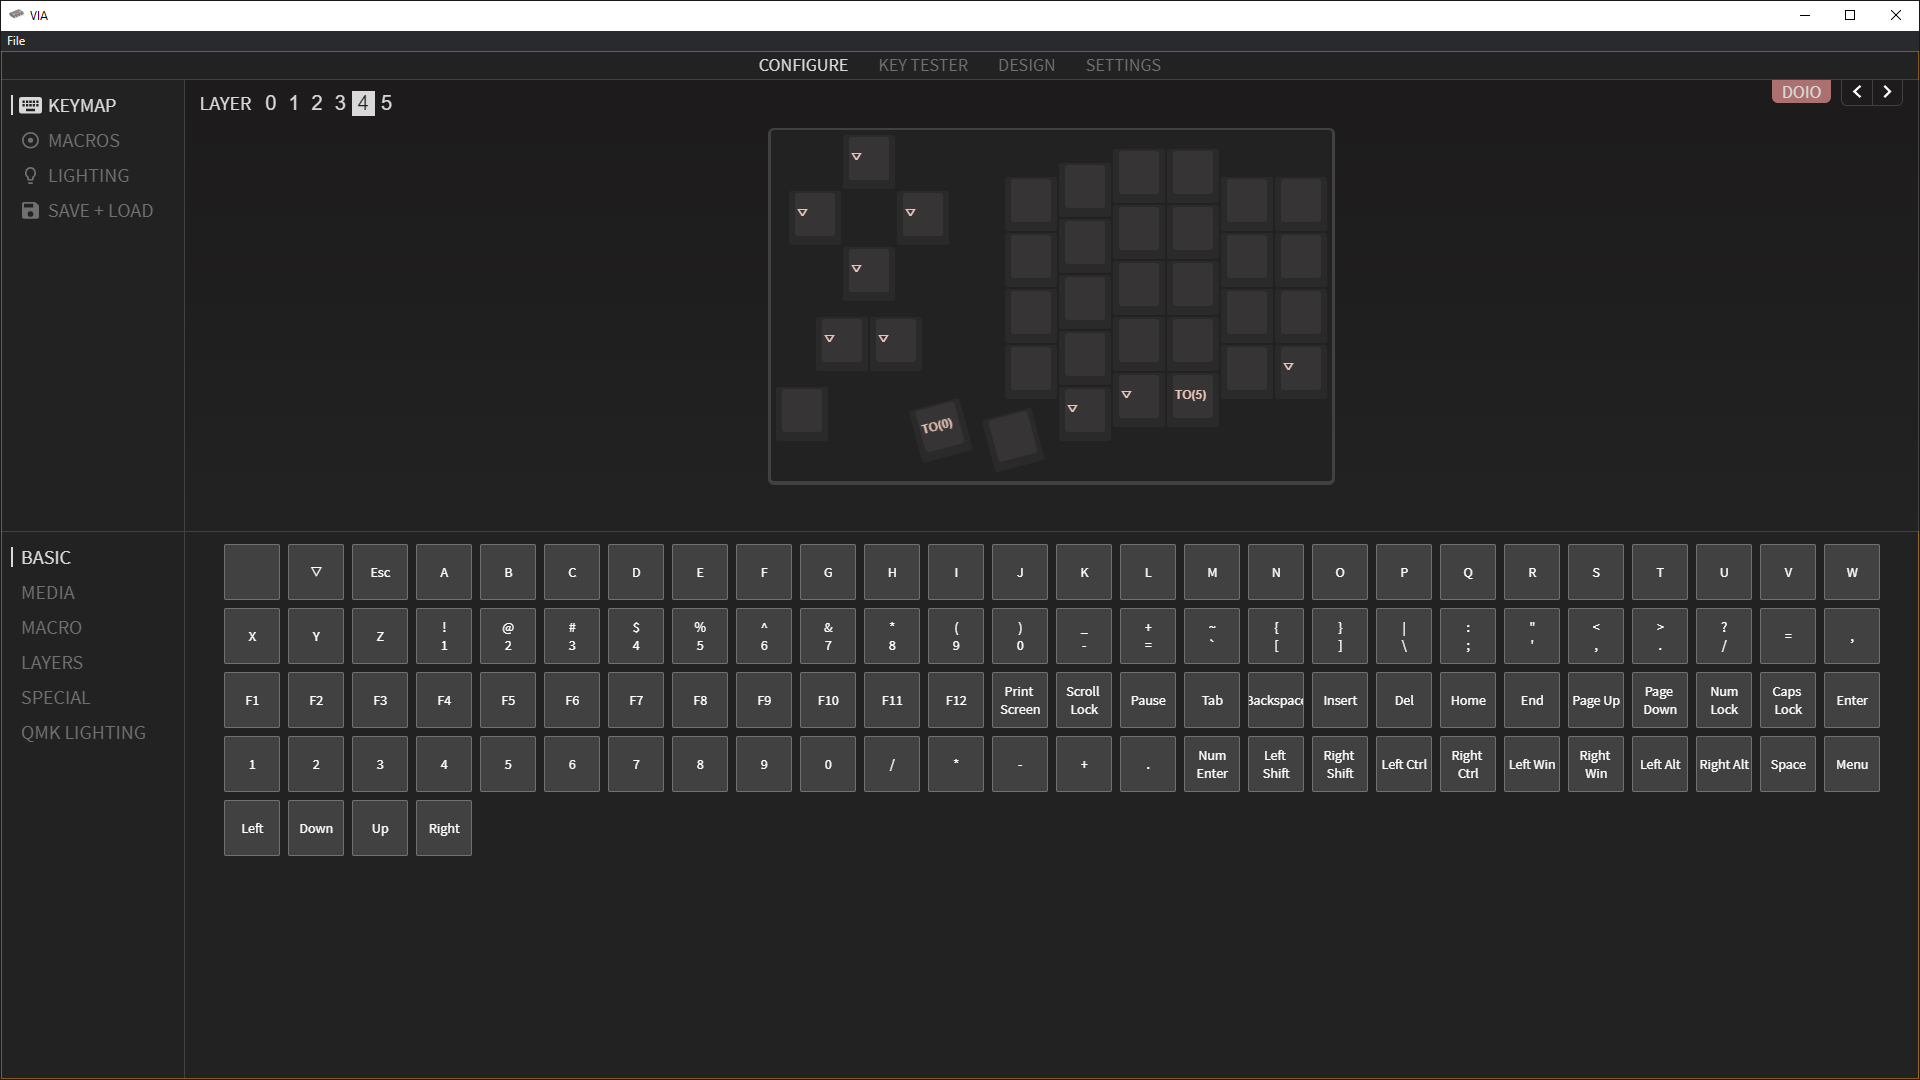 VIA
File
CONFIGURE KEY TESTER DESIGN SETTINGS
KEYMAP
MACROS
LIGHTING
SAVE + LOAD
LAYER 0 1 2 3 4 5
DOIO
▽
▽ ▽
▽
▽ ▽
▽
▽ ▽ TO(5)
TO(0)
BASIC
MEDIA
MACRO
LAYERS
SPECIAL
QMK LIGHTING
▽ Esc A B C D E F G H I J K L M N O P Q R S T U V W
X Y Z ! @ # $ % ^ & * ( ) _ + ~ { } | : " < > ? = ,
1 2 3 4 5 6 7 8 9 0 - = ` [ ] \ ; ' , . /
F1 F2 F3 F4 F5 F6 F7 F8 F9 F10 F11 F12 Print Screen Scroll Lock Pause Tab Backspace Insert Del Home End Page Up Page Down Num Lock Caps Lock Enter
1 2 3 4 5 6 7 8 9 0 / * - + . Num Enter Left Shift Right Shift Left Ctrl Right Ctrl Left Win Right Win Left Alt Right Alt Space Menu
Left Down Up Right